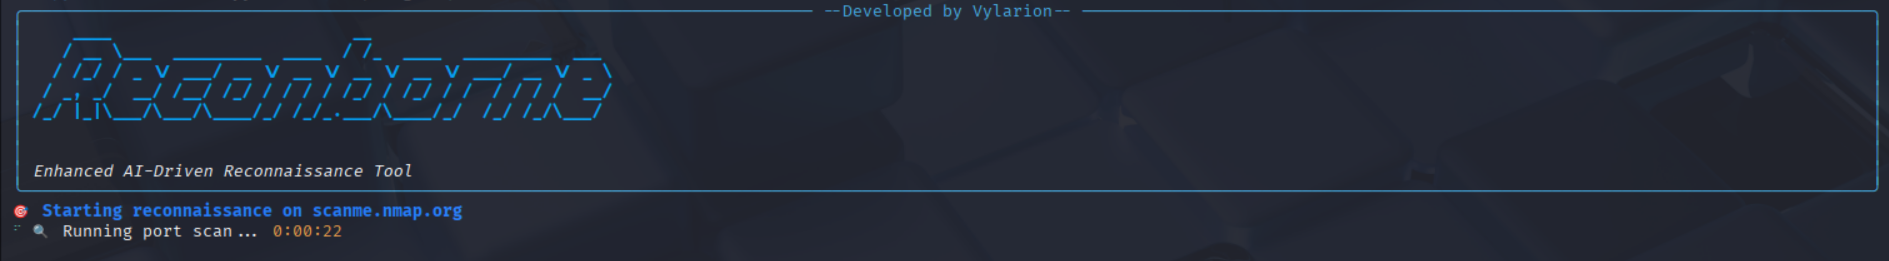 --Developed by Vylarion--
Reconborne
Enhanced AI-Driven Reconnaissance Tool
Starting reconnaissance on scanme.nmap.org
Running port scan... 0:00:22